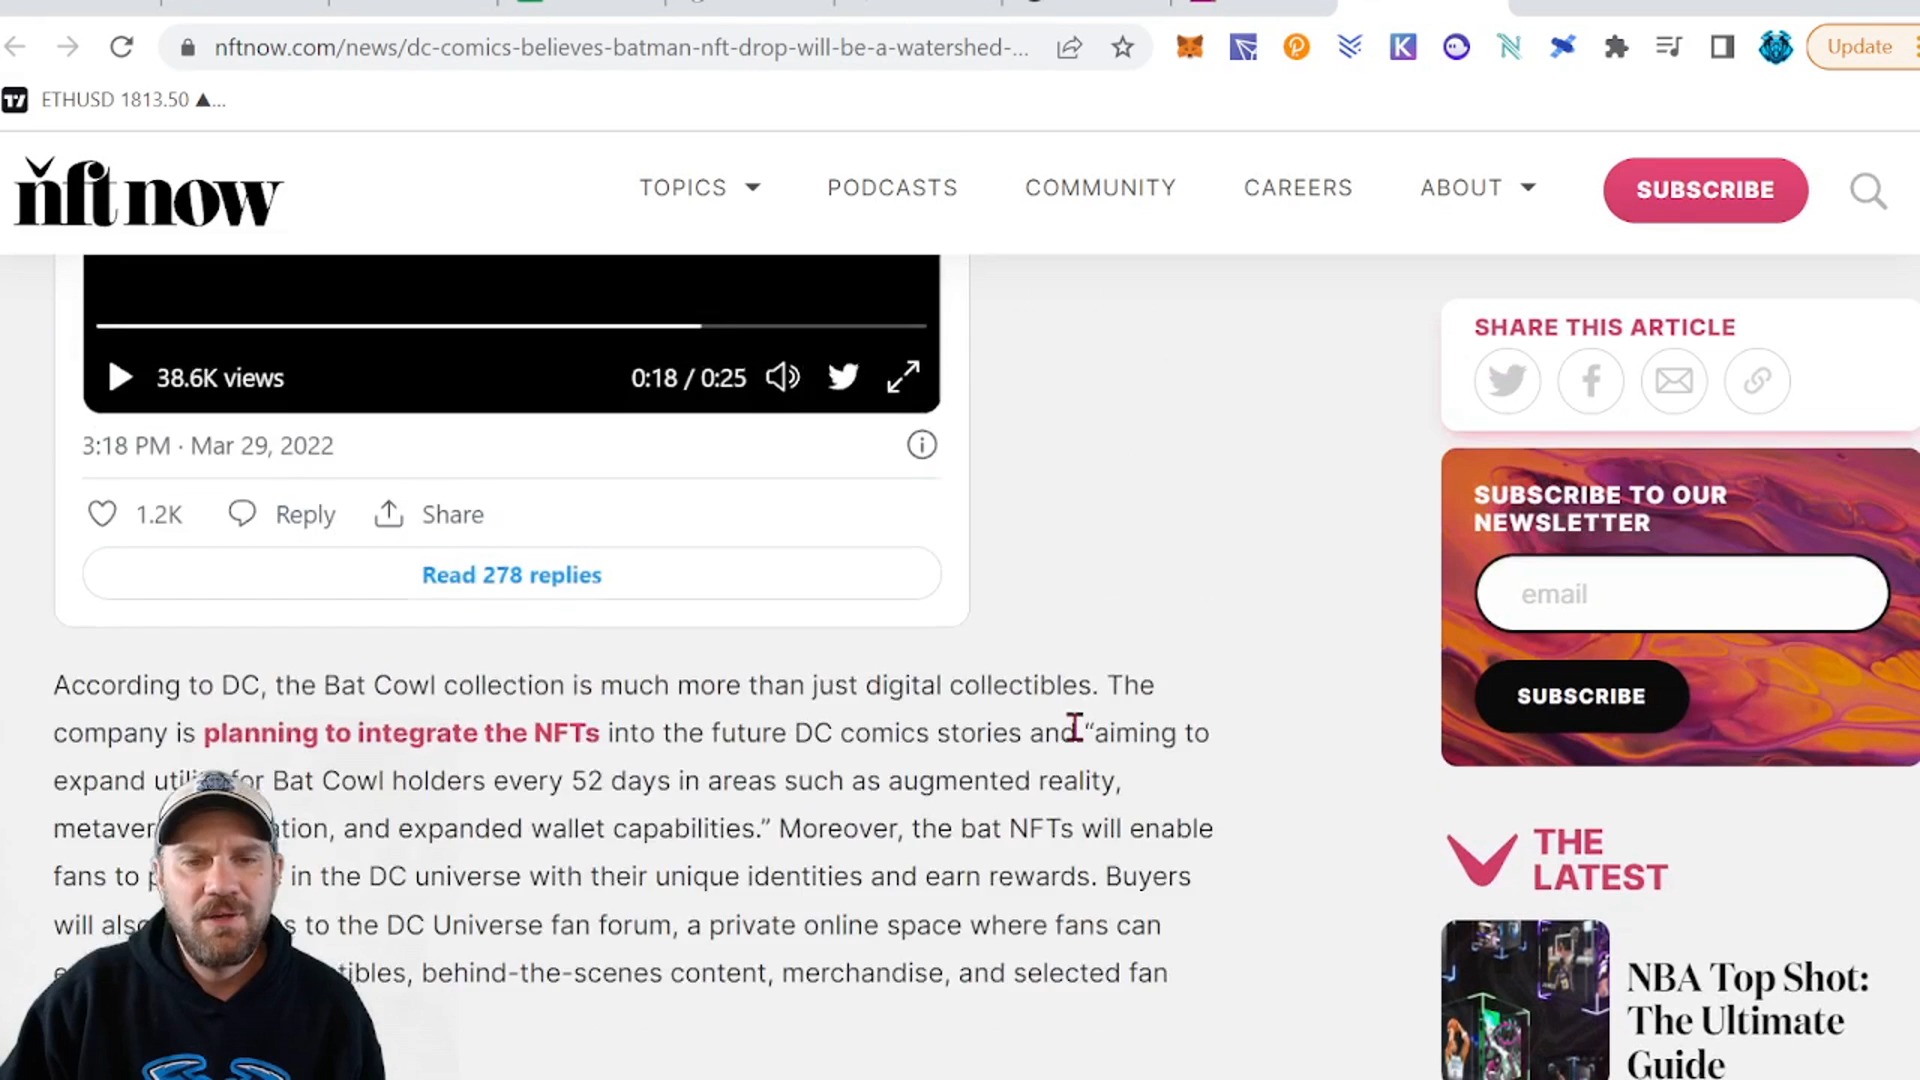 nftnow.com/news/dc-comics-believes-batman-nft-drop-will-be-a-watershed-...
Update
ETHUSD 1813.50 ▲...
nft now
TOPICS
PODCASTS
COMMUNITY
CAREERS
ABOUT
SUBSCRIBE
38.6K views
0:18 / 0:25
3:18 PM · Mar 29, 2022
1.2K
Reply
Share
Read 278 replies
According to DC, the Bat Cowl collection is much more than just digital collectibles. The
company is planning to integrate the NFTs into the future DC comics stories and “aiming to
expand for Bat Cowl holders every 52 days in areas such as augmented reality,
and expanded wallet capabilities.” Moreover, the bat NFTs will enable
fans to in the DC universe with their unique identities and earn rewards. Buyers
will to the DC Universe fan forum, a private online space where fans can
behind-the-scenes content, merchandise, and selected fan
SHARE THIS ARTICLE
SUBSCRIBE TO OUR
NEWSLETTER
email
SUBSCRIBE
THE
LATEST
NBA Top Shot:
The Ultimate
Guide